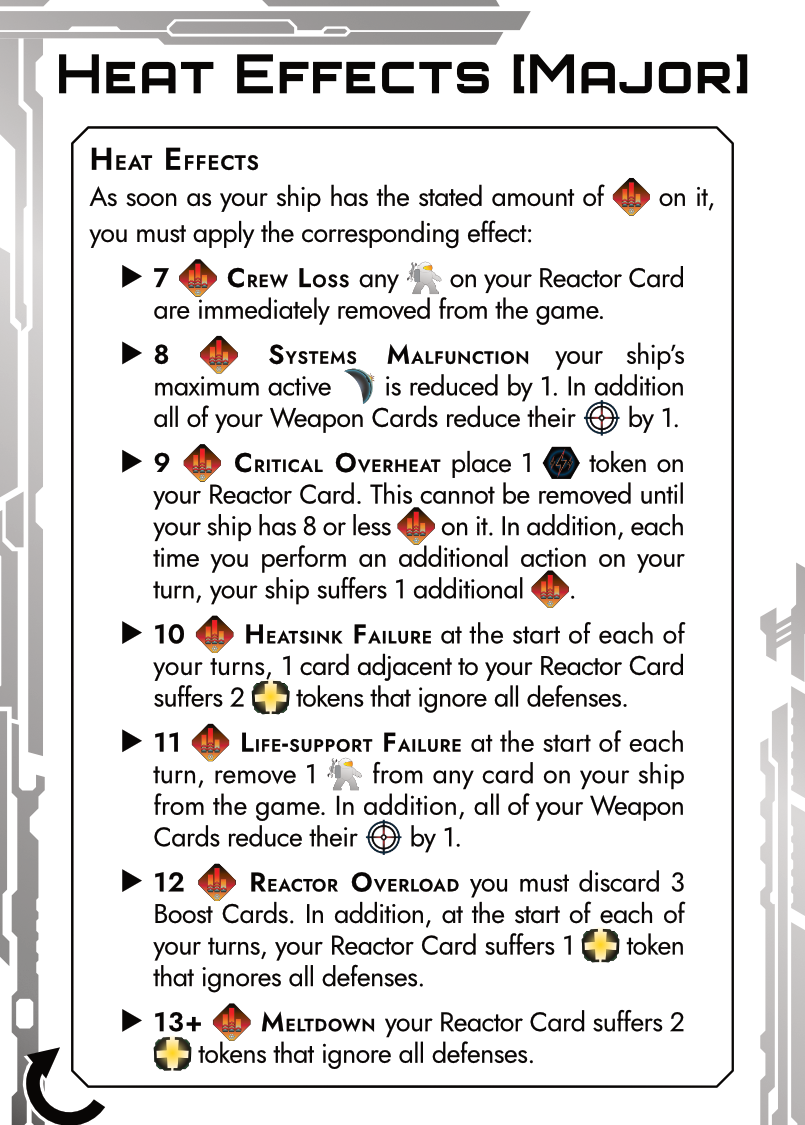 Heat Effects [Major]
Heat Effects
As soon as your ship has the stated amount of on it,
you must apply the corresponding effect:
▶ 7 Crew Loss any on your Reactor Card
are immediately removed from the game.
▶ 8 Systems Malfunction your ship's
maximum active is reduced by 1. In addition
all of your Weapon Cards reduce their by 1.
▶ 9 Critical Overheat place 1 token on
your Reactor Card. This cannot be removed until
your ship has 8 or less on it. In addition, each
time you perform an additional action on your
turn, your ship suffers 1 additional .
▶ 10 Heatsink Failure at the start of each of
your turns, 1 card adjacent to your Reactor Card
suffers 2 tokens that ignore all defenses.
▶ 11 Life-support Failure at the start of each
turn, remove 1 from any card on your ship
from the game. In addition, all of your Weapon
Cards reduce their by 1.
▶ 12 Reactor Overload you must discard 3
Boost Cards. In addition, at the start of each of
your turns, your Reactor Card suffers 1 token
that ignores all defenses.
▶ 13+ Meltdown your Reactor Card suffers 2
tokens that ignore all defenses.